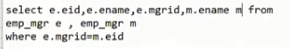 select e.eid,e.ename,e.mgrid,m.ename m from
emp_mgr e , emp_mgr m
where e.mgrid=m.eid